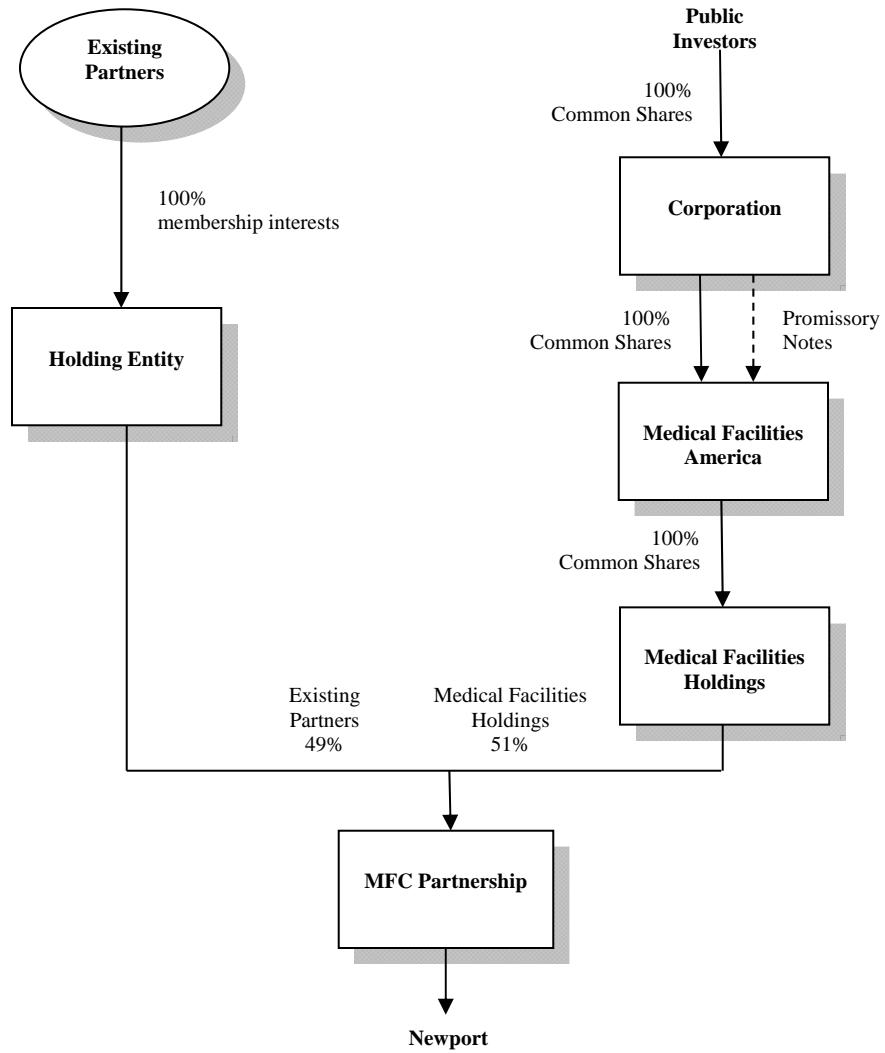 Existing
Partners
Public
Investors
100%
Common Shares
100%
membership interests
Corporation
100%
Common Shares
Promissory
Notes
Holding Entity
Medical Facilities
America
100%
Common Shares
Medical Facilities
Holdings
Existing
Partners
49%
Medical Facilities
Holdings
51%
MFC Partnership
Newport